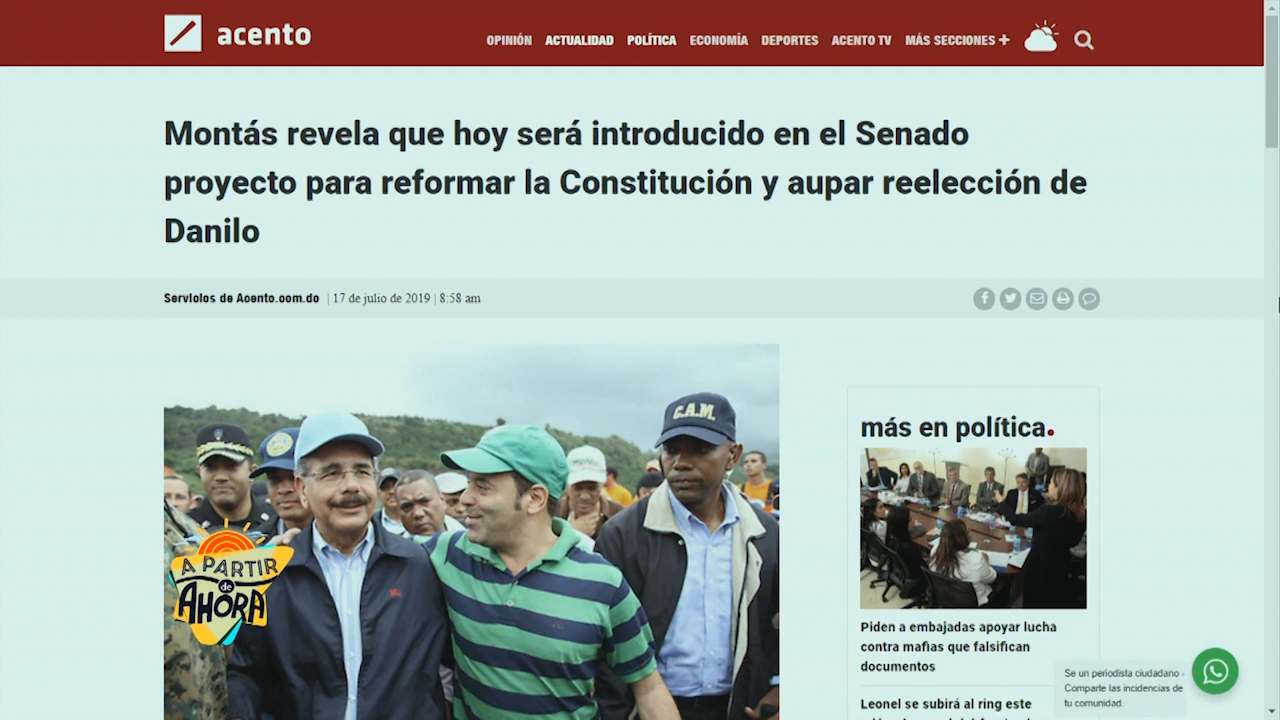 acento
OPINIÓN ACTUALIDAD POLÍTICA ECONOMÍA DEPORTES ACENTO TV MÁS SECCIONES +
Montás revela que hoy será introducido en el Senado
proyecto para reformar la Constitución y aupar reelección de
Danilo
Servicios de Acento.com.do | 17 de julio de 2019 | 8:58 am
C.A.M.
A PARTIR
de
AHORA
más en política.
Piden a embajadas apoyar lucha
contra mafias que falsifican
documentos
Leonel se subirá al ring este
Se un periodista ciudadano -
Comparte las incidencias de
tu comunidad.